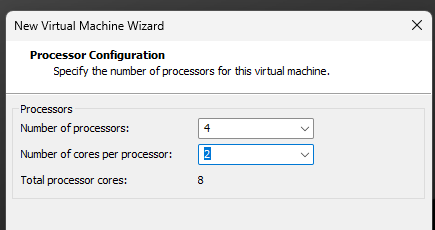 New Virtual Machine Wizard
Processor Configuration
Specify the number of processors for this virtual machine.
Processors
Number of processors: 4
Number of cores per processor: 2
Total processor cores: 8